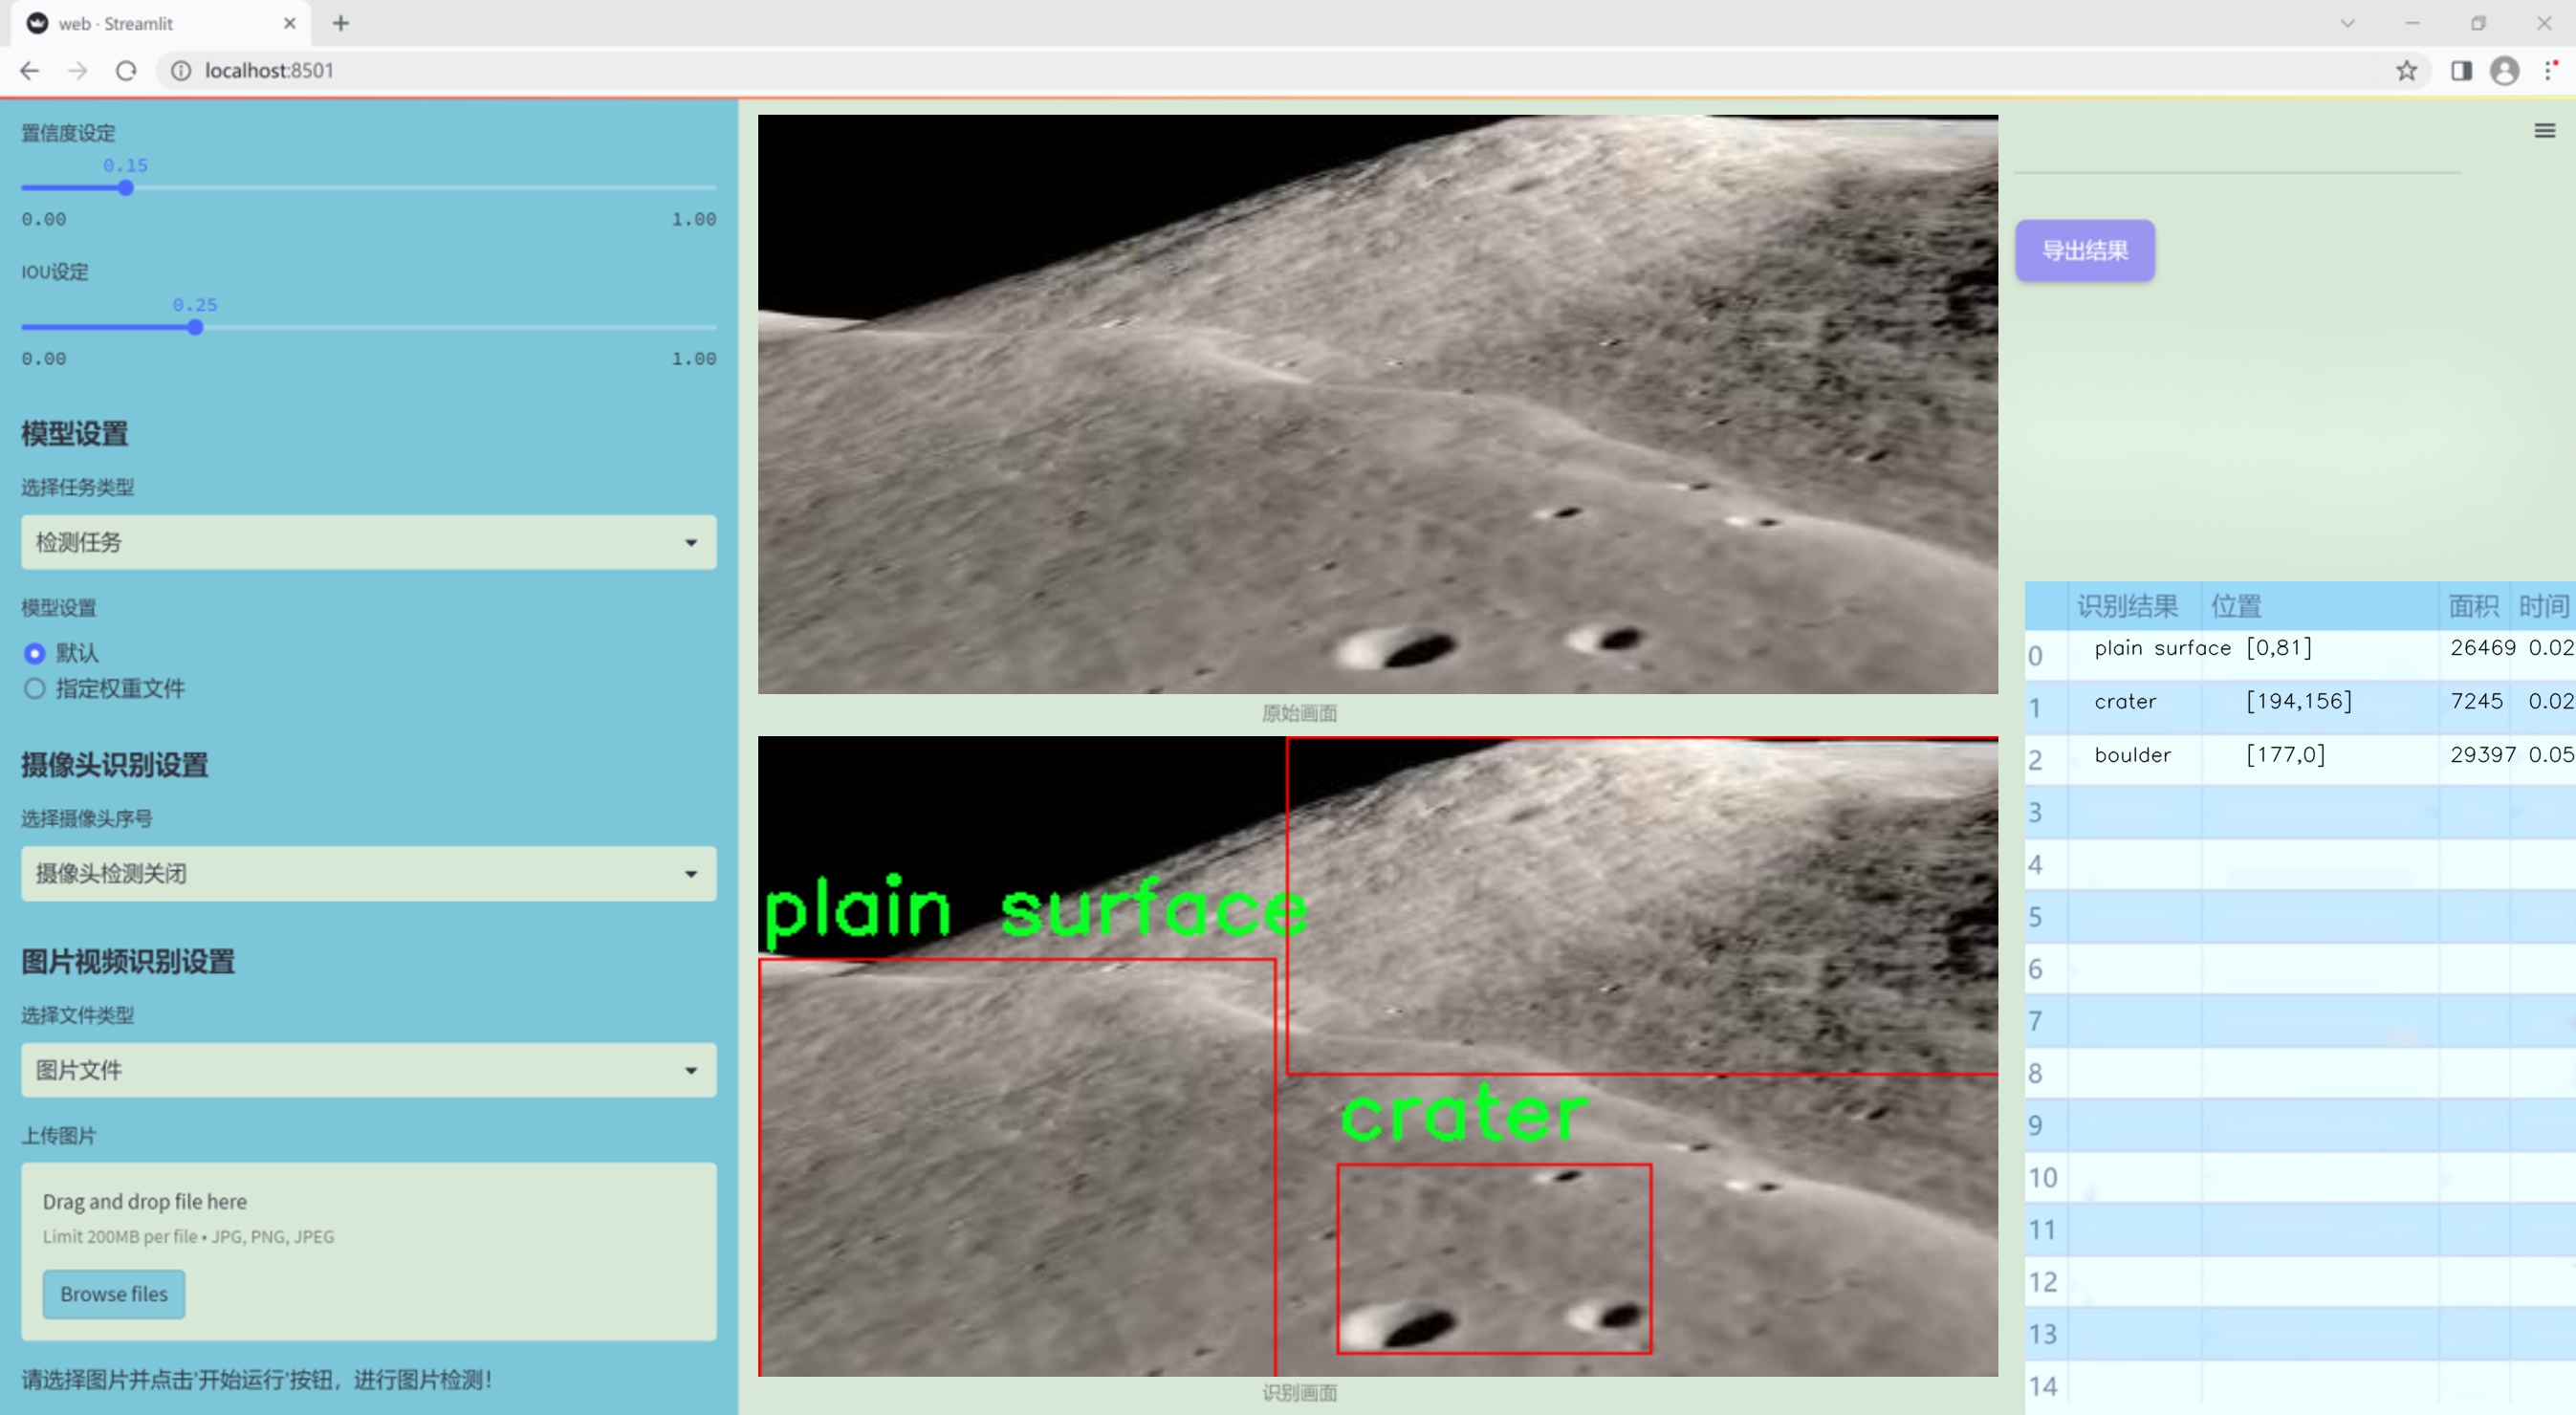 web · Streamlit
localhost:8501
置信度设定
0.15
0.00 1.00
IOU设定
0.25
0.00 1.00
模型设置
选择任务类型
检测任务
模型设置
默认
指定权重文件
摄像头识别设置
选择摄像头序号
摄像头检测关闭
图片视频识别设置
选择文件类型
图片文件
上传图片
Drag and drop file here
Limit 200MB per file • JPG, PNG, JPEG
Browse files
请选择图片并点击'开始运行'按钮，进行图片检测！
原始画面
plain surface
crater
识别画面
导出结果
识别结果 位置 面积 时间
0 plain surface [0,81] 26469 0.02
1 crater [194,156] 7245 0.02
2 boulder [177,0] 29397 0.05
3
4
5
6
7
8
9
10
11
12
13
14